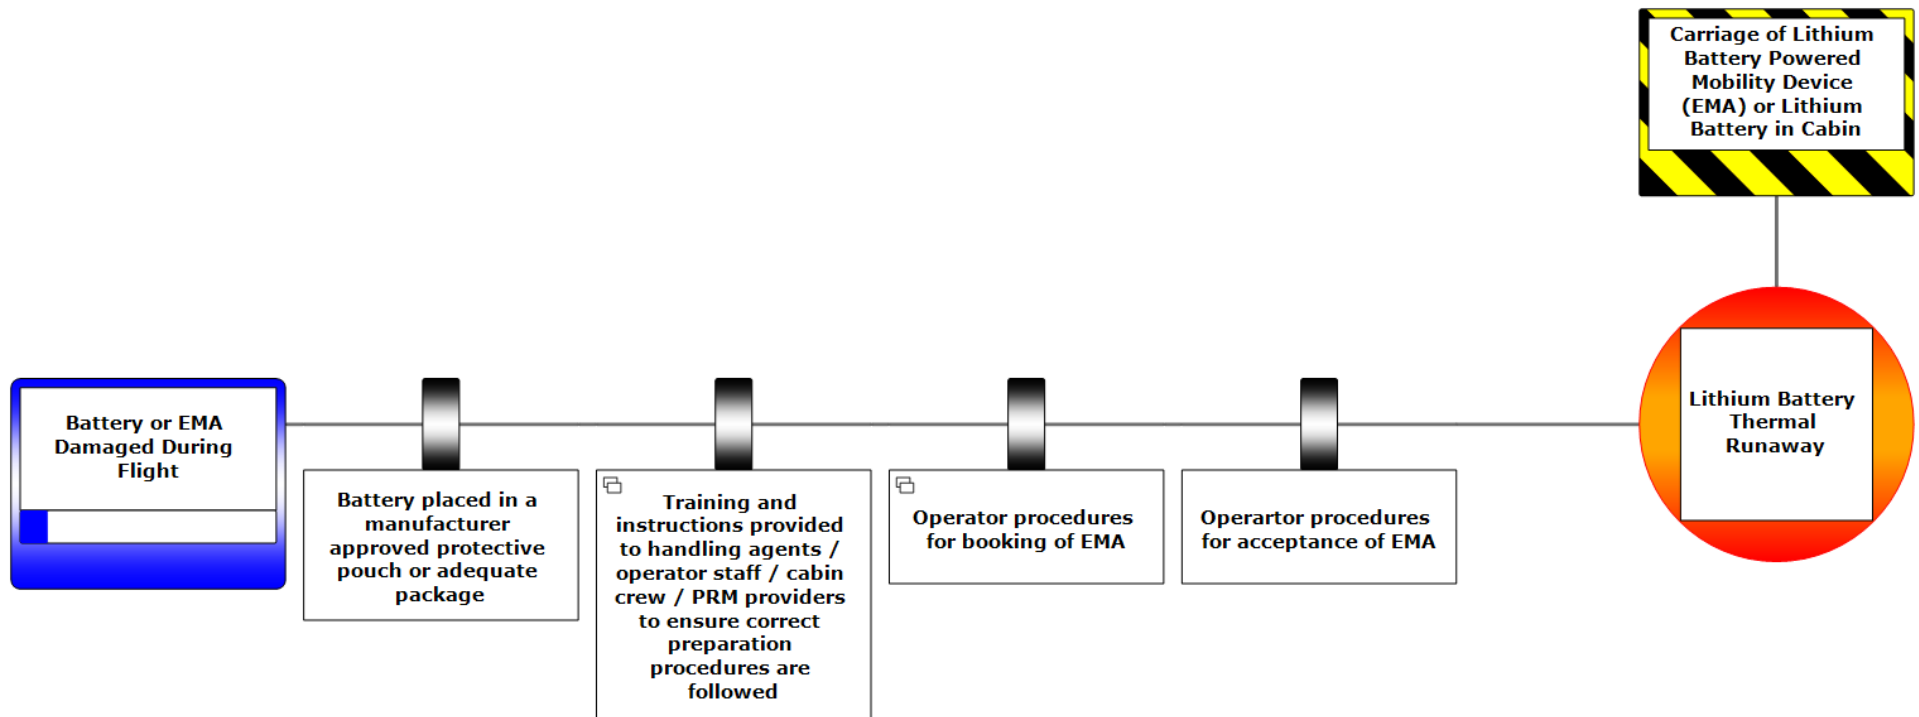 Carriage of Lithium
Battery Powered
Mobility Device
(EMA) or Lithium
Battery in Cabin
Battery or EMA
Damaged During
Flight
Battery placed in a
manufacturer
approved protective
pouch or adequate
package
Training and
instructions provided
to handling agents /
operator staff / cabin
crew / PRM providers
to ensure correct
preparation
procedures are
followed
Operator procedures
for booking of EMA
Operartor procedures
for acceptance of EMA
Lithium Battery
Thermal
Runaway